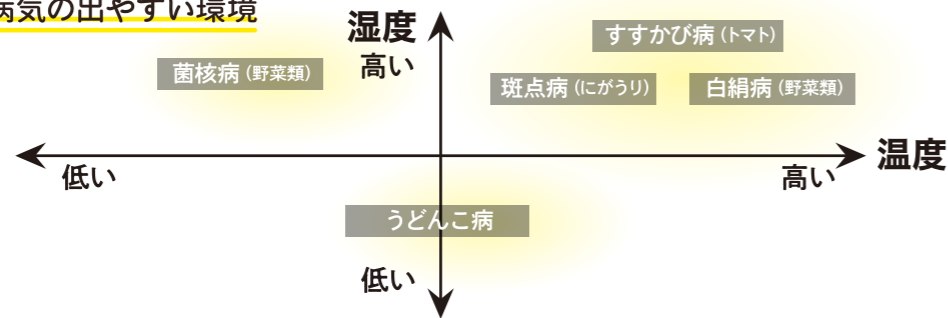 病気の出やすい環境
湿度
高い
すすかび病 (トマト)
菌核病 (野菜類)
斑点病 (にがうり)
白絹病 (野菜類)
温度
低い
高い
うどんこ病
低い